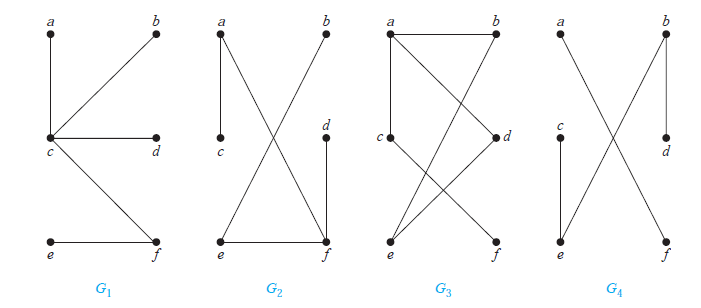 a b a b a b a b
c d c d c d c d
e f e f e f e f
G1 G2 G3 G4